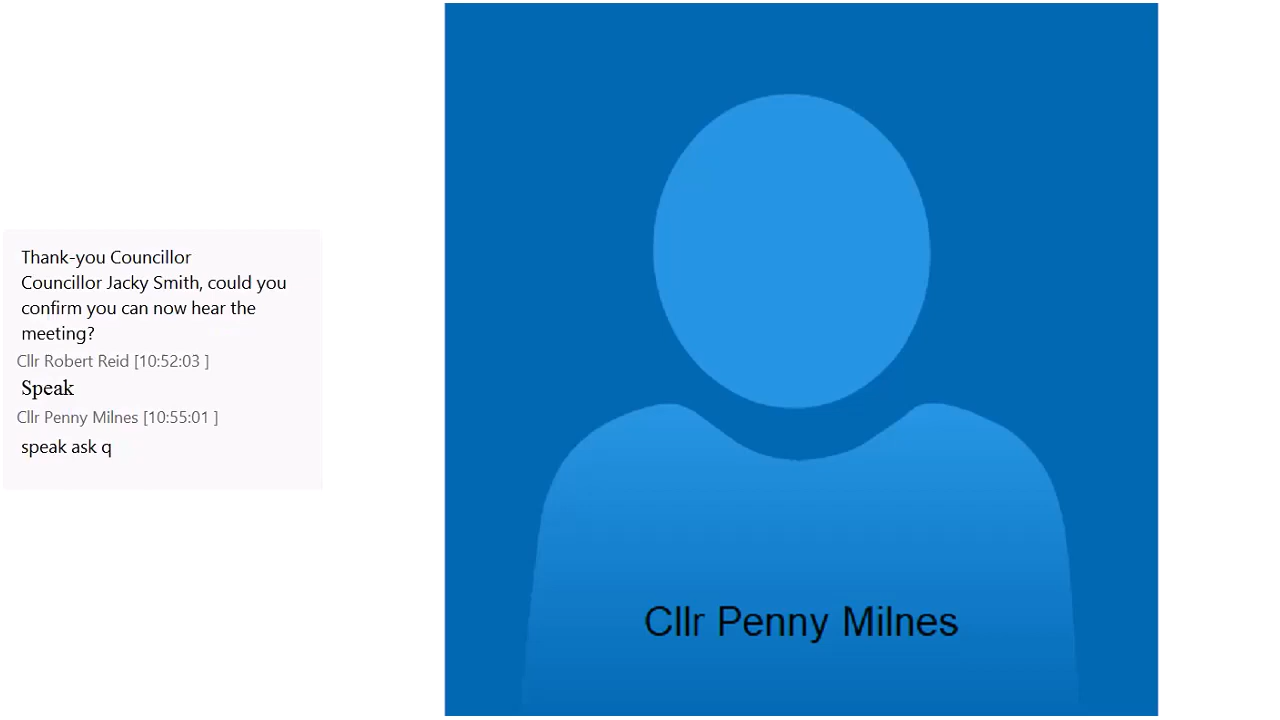 Thank-you Councillor
Councillor Jacky Smith, could you
confirm you can now hear the
meeting?
Cllr Robert Reid [10:52:03 ]
Speak
Cllr Penny Milnes [10:55:01 ]
speak ask q
Cllr Penny Milnes